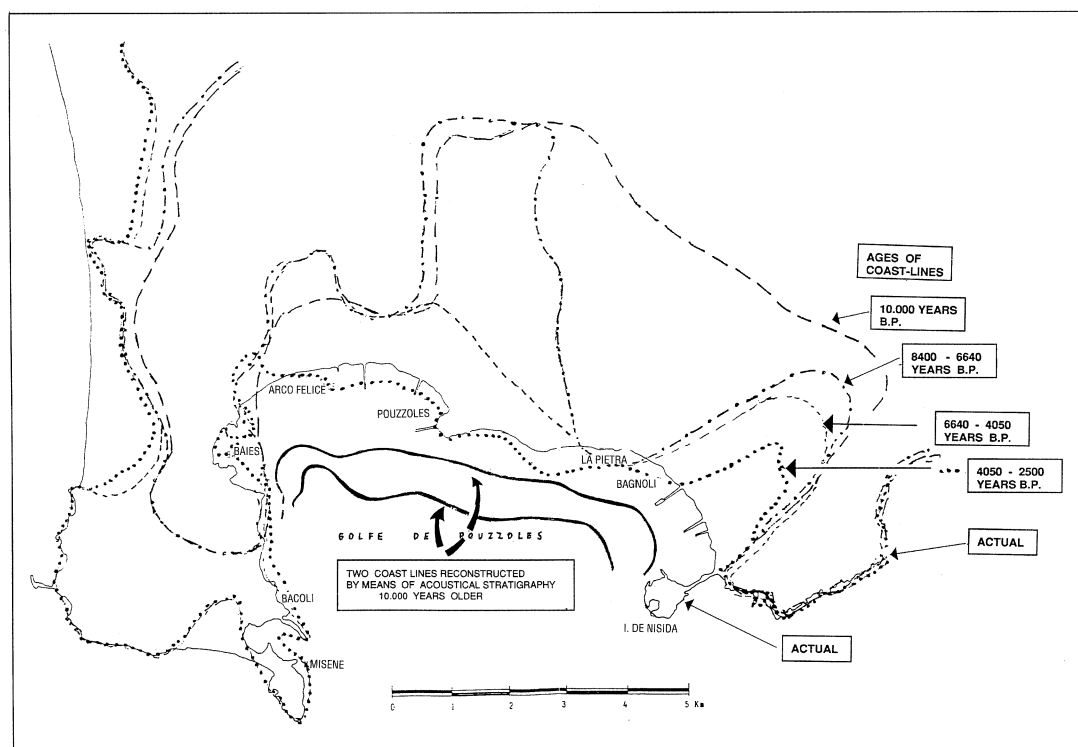 AGES OF
COAST-LINES
10.000 YEARS
B.P.
8400 - 6640
YEARS B.P.
ARCO FELICE
POUZZOLES
6640 - 4050
YEARS B.P.
BAIES
LA PIETRA
BAGNOLI
4050 - 2500
YEARS B.P.
GOLFE DE POUZZOLES
ACTUAL
TWO COAST LINES RECONSTRUCTED
BY MEANS OF ACOUSTICAL STRATIGRAPHY
10.000 YEARS OLDER
BACOLI
I. DE NISIDA
ACTUAL
MISENE
0 1 2 3 4 5 Km